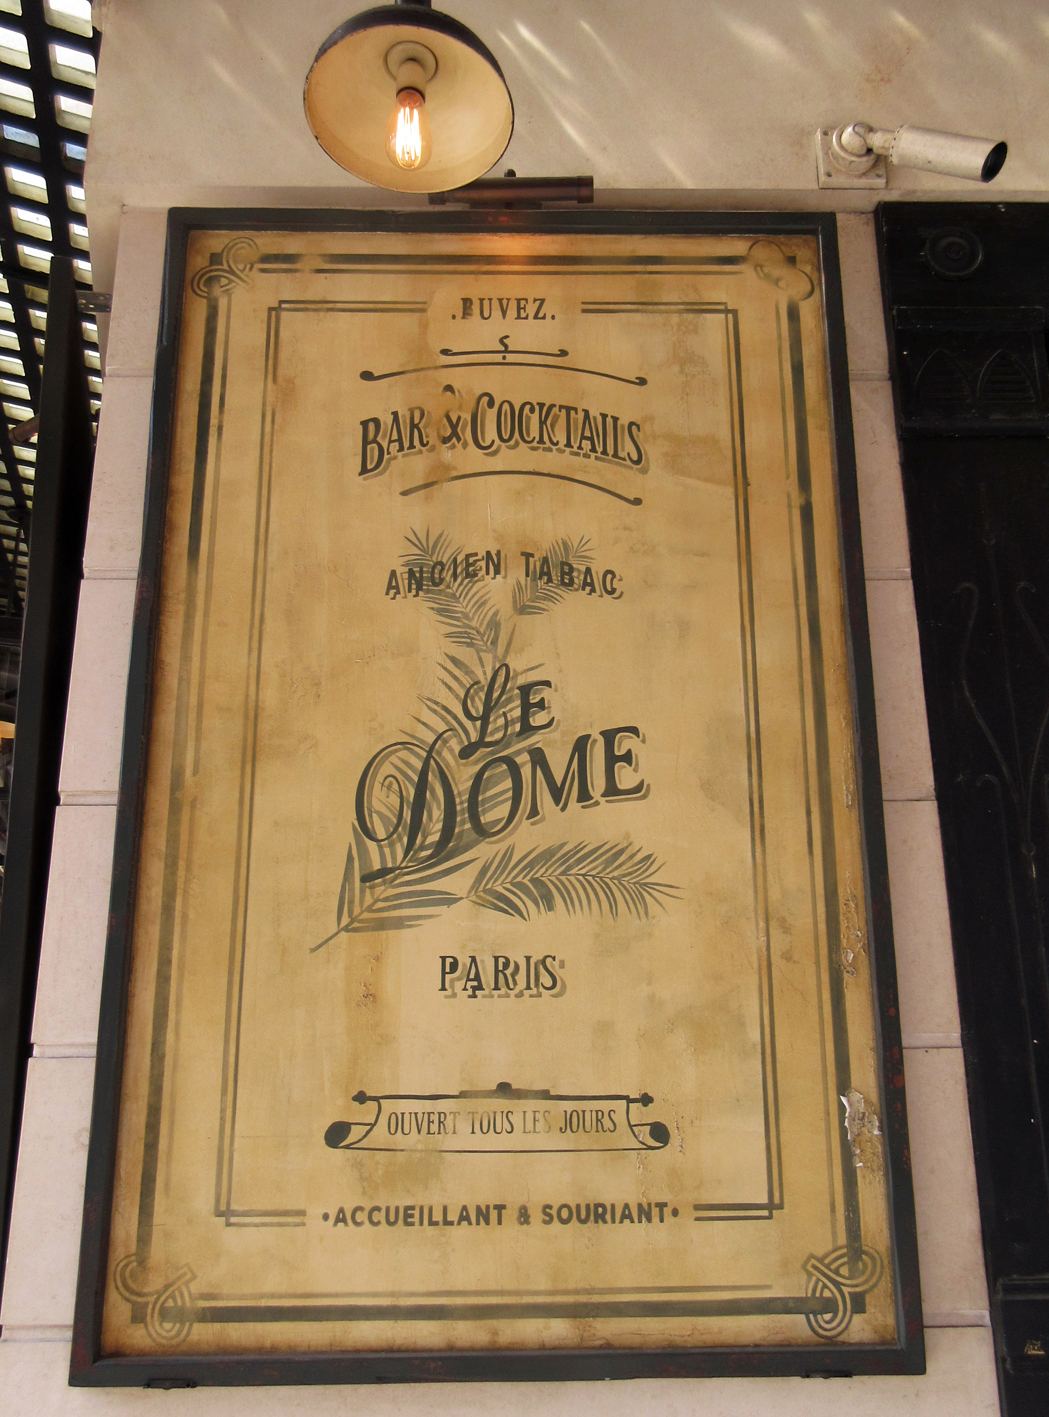 .BUVEZ.
BAR & COCKTAILS
ANCIEN TABAC
LE
DOME
PARIS
OUVERT TOUS LES JOURS
•ACCUEILLANT & SOURIANT•